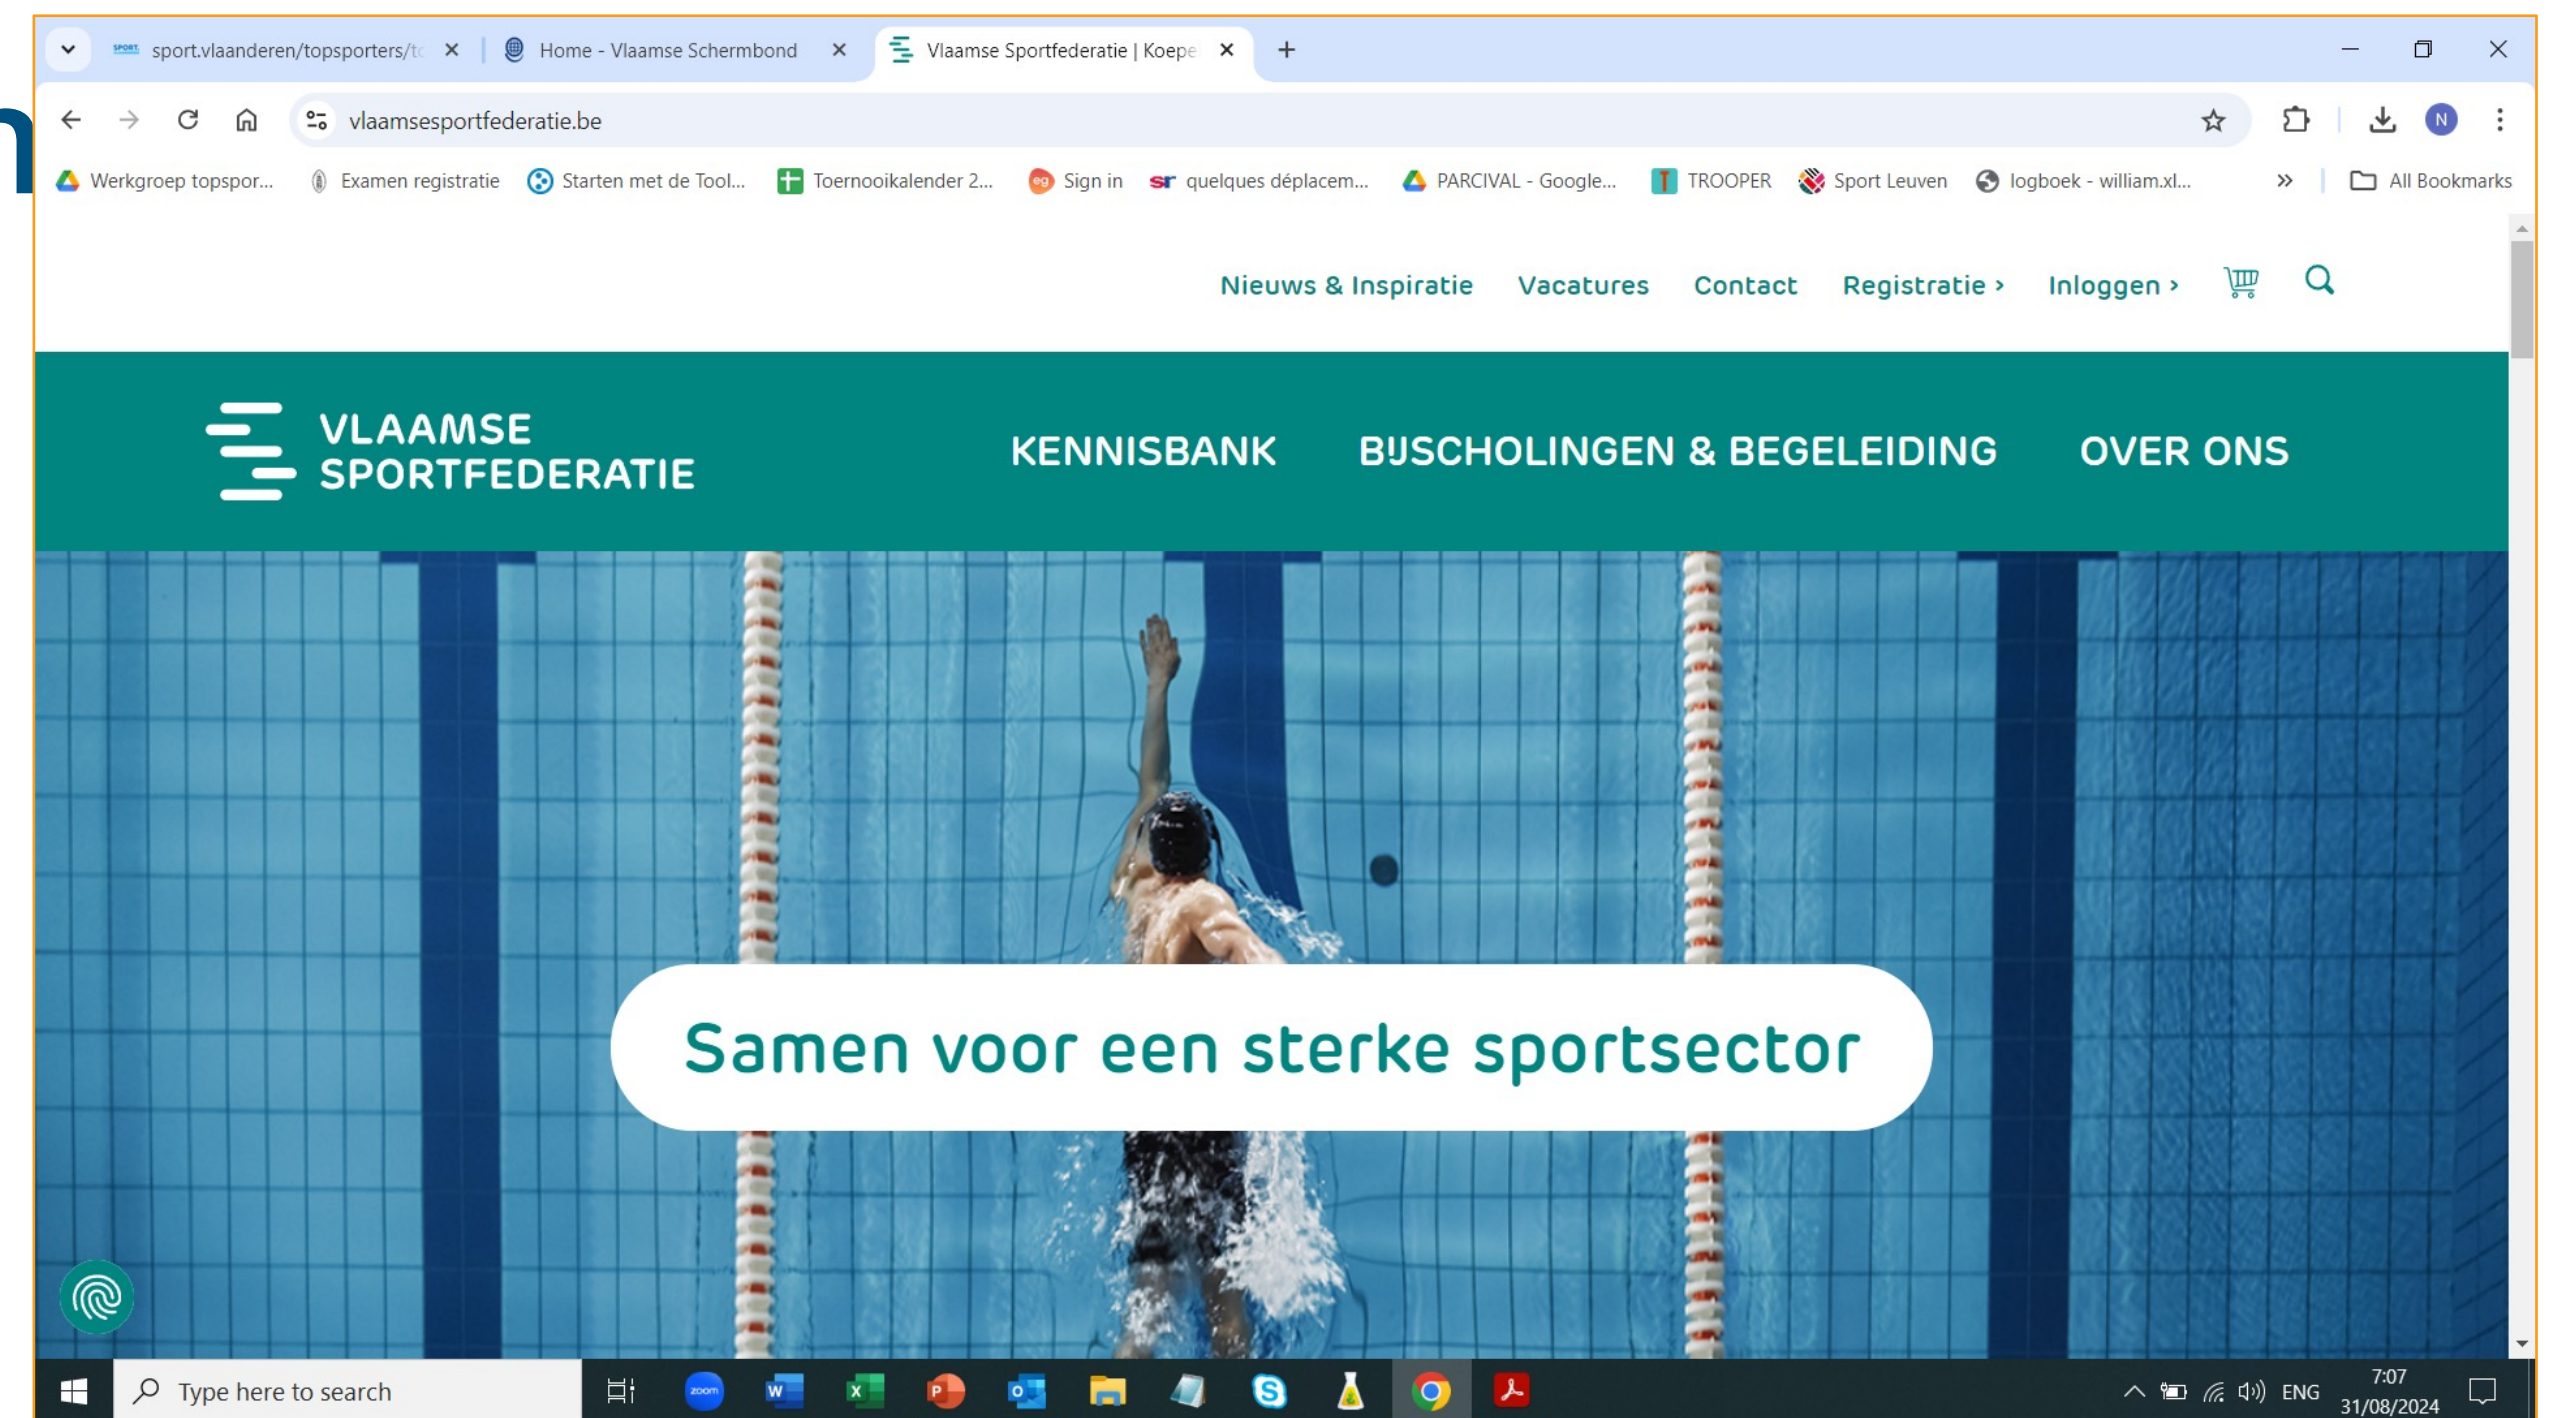 sport.vlaanderen/topsporters/to
Home - Vlaamse Schermbond
Vlaamse Sportfederatie | Koepe
n
vlaamsesportfederatie.be
N
Werkgroep topspor...
Examen registratie
Starten met de Tool...
Toernooikalender 2...
Sign in
quelques déplacem...
PARCIVAL - Google...
TROOPER
Sport Leuven
logboek - william.xl...
All Bookmarks
Nieuws & Inspiratie
Vacatures
Contact
Registratie ›
Inloggen ›
VLAAMSE
SPORTFEDERATIE
KENNISBANK
BIJSCHOLINGEN & BEGELEIDING
OVER ONS
Samen voor een sterke sportsector
Type here to search
zoom
ENG
7:07
31/08/2024